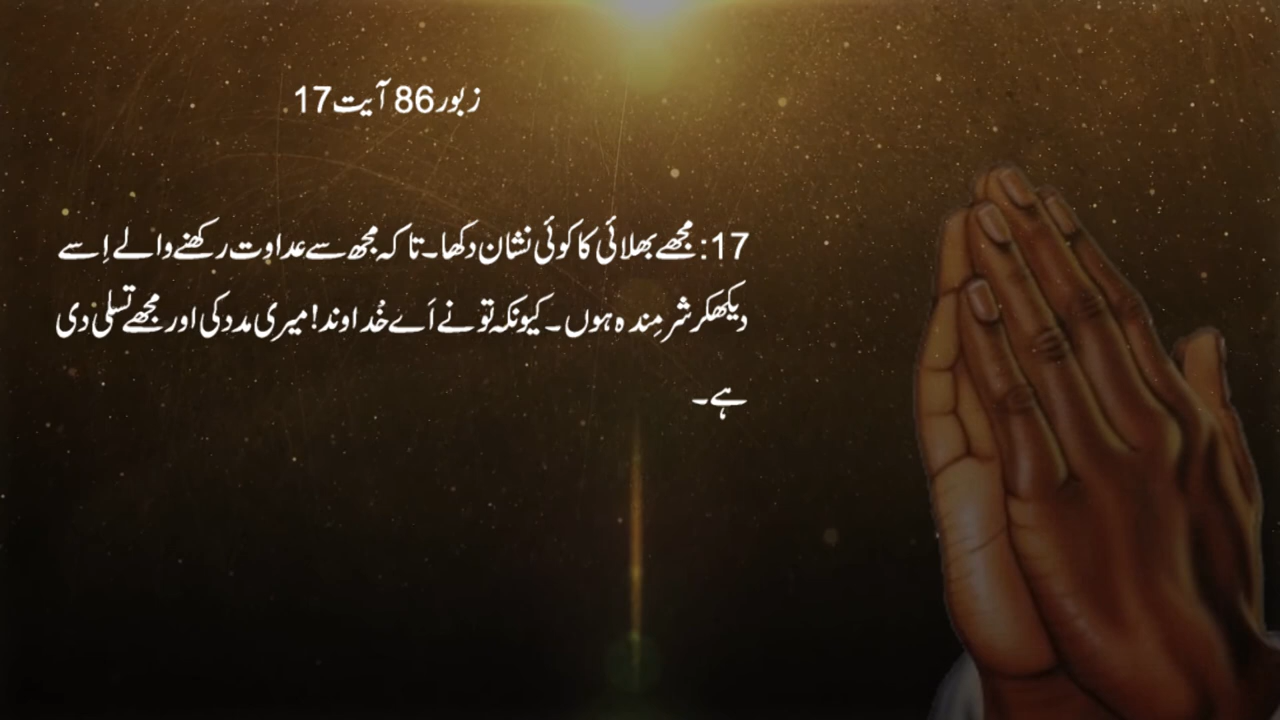 زبور 86 آیت 17
17: مجھے بھلائی کا کوئی نشان دکھا۔ تا کہ مجھ سے عداوت رکھنے والے اِسے
دیکھکر شرمِندہ ہوں۔ کیونکہ تو نے اَے خُداوند! میری مدد کی اور مجھے تسلی دی
ہے۔